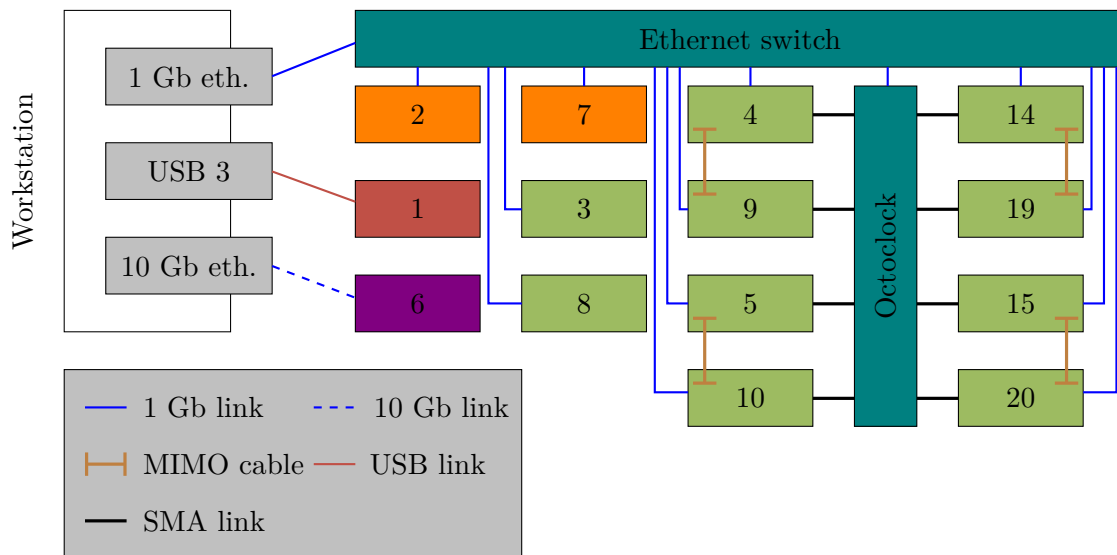 Workstation
1 Gb eth.
USB 3
10 Gb eth.
Ethernet switch
2
7
4
14
1
3
9
19
6
8
5
15
10
20
Octoclock
1 Gb link
10 Gb link
MIMO cable
USB link
SMA link